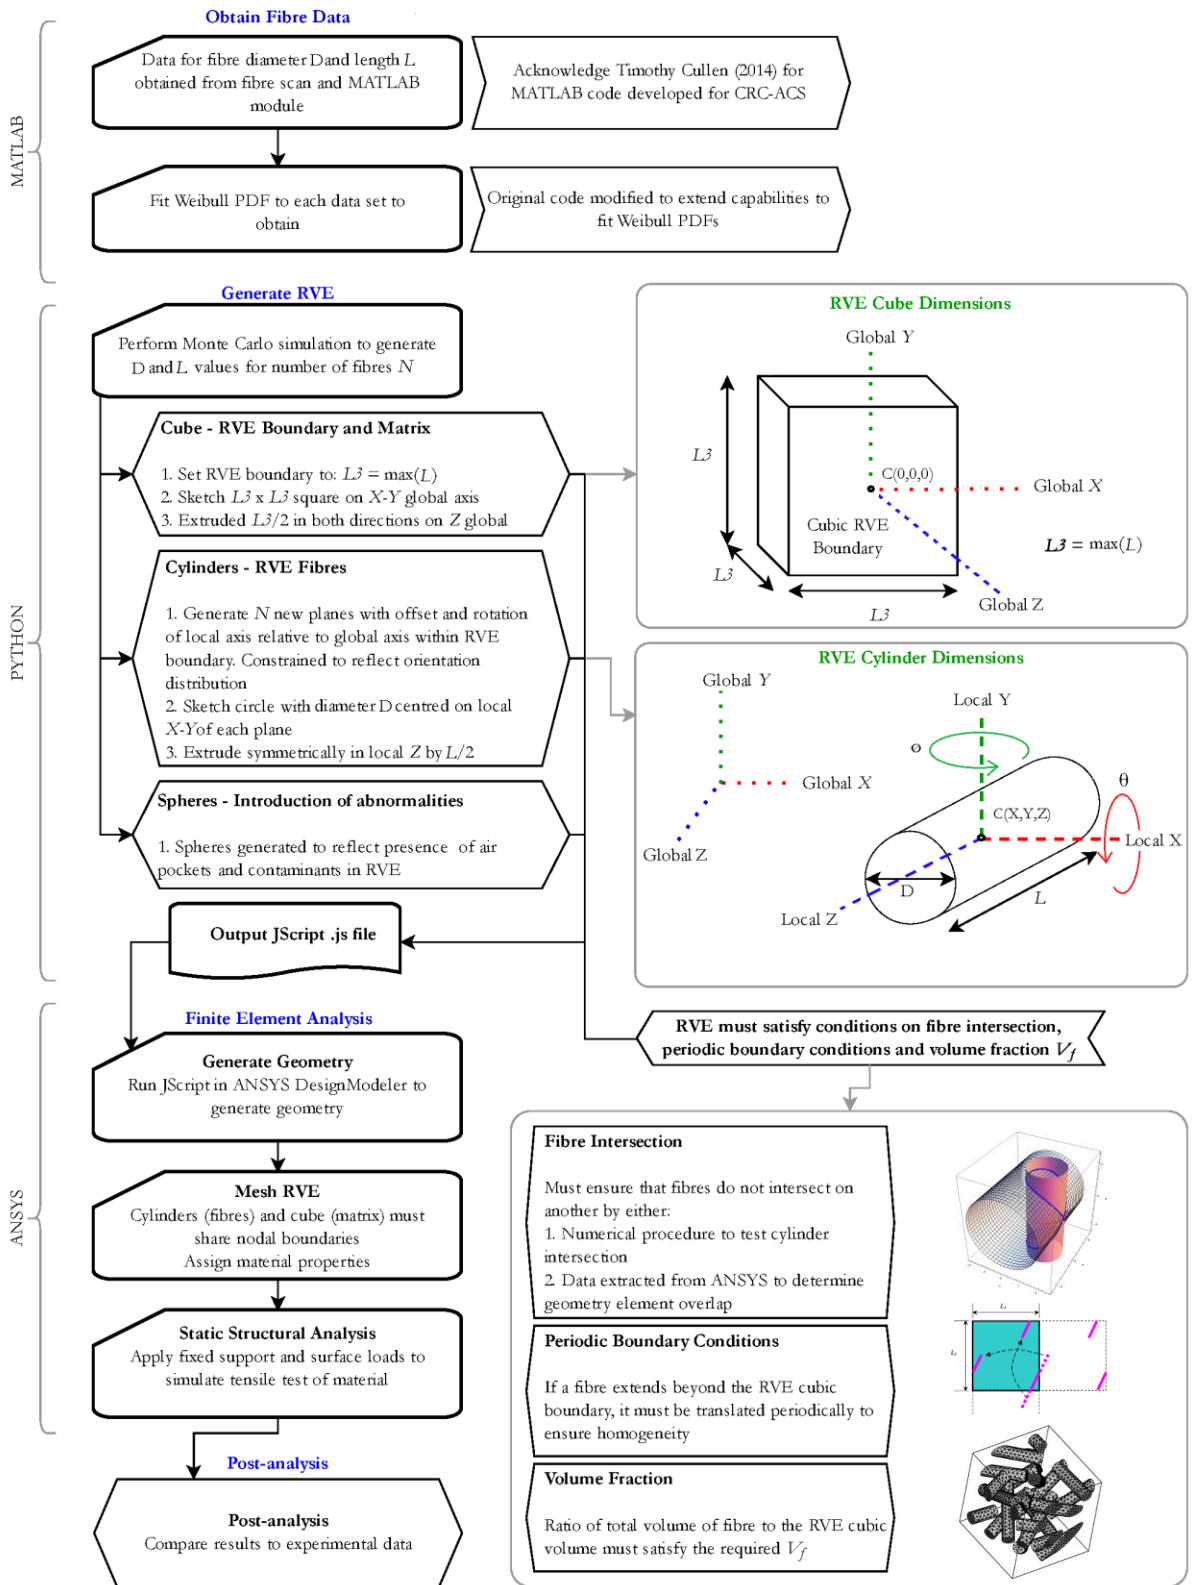 Obtain Fibre Data
MATLAB
Data for fibre diameter Dand length L
obtained from fibre scan and MATLAB
module
Acknowledge Timothy Cullen (2014) for
MATLAB code developed for CRC-ACS
Fit Weibull PDF to each data set to
obtain
Original code modified to extend capabilities to
fit Weibull PDFs
Generate RVE
PYTHON
Perform Monte Carlo simulation to generate
D and L values for number of fibres N
Cube - RVE Boundary and Matrix
1. Set RVE boundary to: L3 = max(L)
2. Sketch L3 x L3 square on X-Y global axis
3. Extruded L3/2 in both directions on Z global
Cylinders - RVE Fibres
1. Generate N new planes with offset and rotation
of local axis relative to global axis within RVE
boundary. Constrained to reflect orientation
distribution
2. Sketch circle with diameter D centred on local
X-Y of each plane
3. Extrude symmetrically in local Z by L/2
Spheres - Introduction of abnormalities
1. Spheres generated to reflect presence of air
pockets and contaminants in RVE
Output JScript .js file
RVE Cube Dimensions
Global Y
L3
C(0,0,0)
Global X
Cubic RVE
Boundary
L3 = max(L)
L3
L3
Global Z
RVE Cylinder Dimensions
Global Y
Global X
Global Z
Local Y
ø
θ
C(X,Y,Z)
Local X
D
L
Local Z
RVE must satisfy conditions on fibre intersection,
periodic boundary conditions and volume fraction Vf
Finite Element Analysis
ANSYS
Generate Geometry
Run JScript in ANSYS DesignModeler to
generate geometry
Mesh RVE
Cylinders (fibres) and cube (matrix) must
share nodal boundaries
Assign material properties
Static Structural Analysis
Apply fixed support and surface loads to
simulate tensile test of material
Post-analysis
Post-analysis
Compare results to experimental data
Fibre Intersection
Must ensure that fibres do not intersect on
another by either:
1. Numerical procedure to test cylinder
intersection
2. Data extracted from ANSYS to determine
geometry element overlap
Periodic Boundary Conditions
If a fibre extends beyond the RVE cubic
boundary, it must be translated periodically to
ensure homogeneity
Volume Fraction
Ratio of total volume of fibre to the RVE cubic
volume must satisfy the required Vf